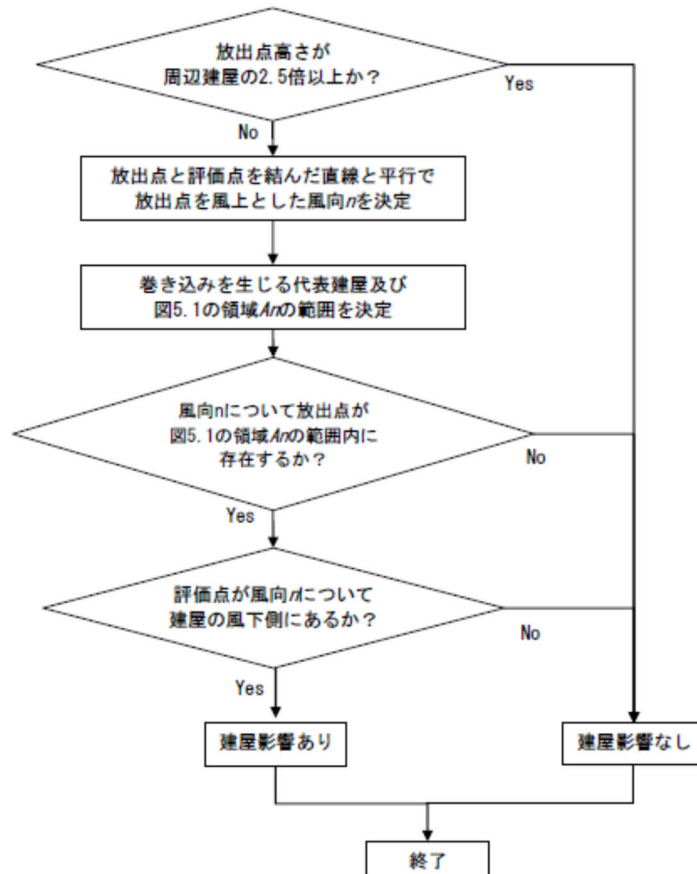 放出点高さが
周辺建屋の2.5倍以上か？
Yes
No
放出点と評価点を結んだ直線と平行で
放出点を風上とした風向nを決定
巻き込みを生じる代表建屋及び
図5.1の領域Anの範囲を決定
風向nについて放出点が
図5.1の領域Anの範囲内に
存在するか？
No
Yes
評価点が風向nについて
建屋の風下側にあるか？
No
Yes
建屋影響あり
建屋影響なし
終了